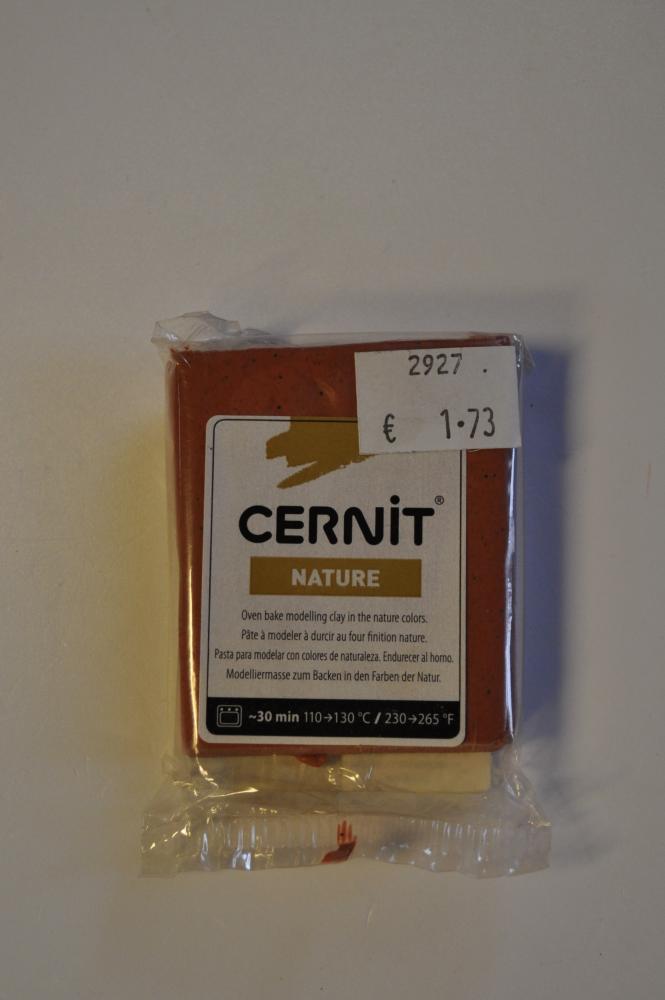 2927 .
€ 1.73
CERNiT®
NATURE
Oven bake modelling clay in the nature colors.
Pâte à modeler à durcir au four finition nature.
Pasta para modelar con colores de naturaleza. Endurecer al horno.
Modelliermasse zum Backen in den Farben der Natur.
~30 min 110→130 °C / 230→265 °F